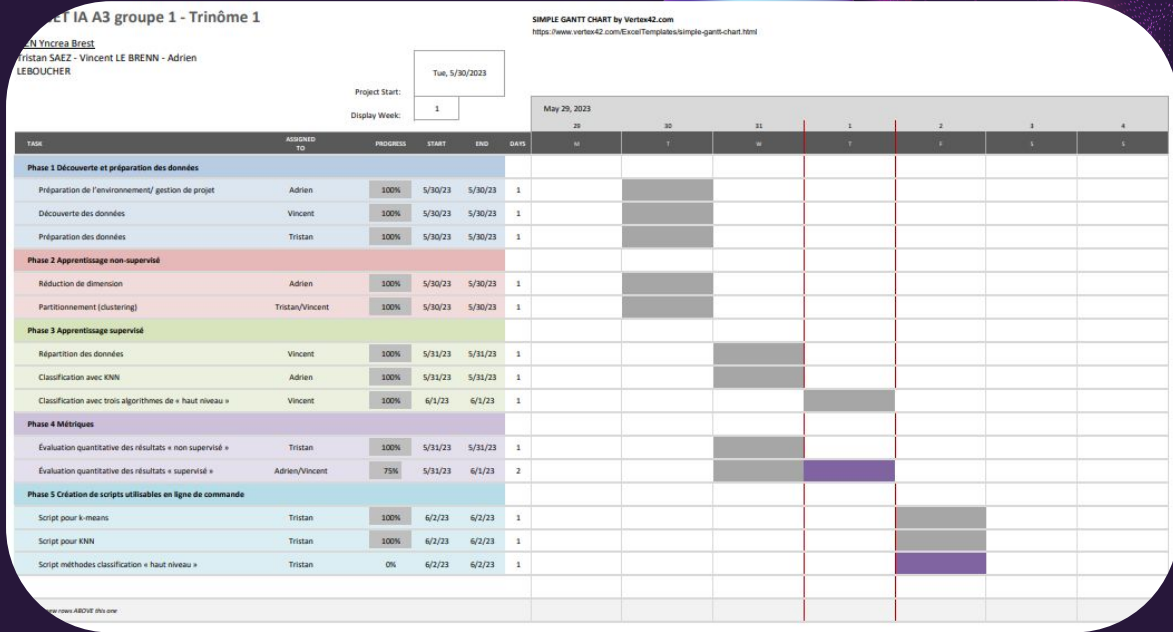 ET IA A3 groupe 1 - Trinôme 1
SIMPLE GANTT CHART by Vertex42.com
https://www.vertex42.com/ExcelTemplates/simple-gantt-chart.html
EN Yncrea Brest
Tristan SAEZ - Vincent LE BRENN - Adrien
LEBOUCHER
Project Start: Tue, 5/30/2023
Display Week: 1
May 29, 2023
29 30 31 1 2 3 4
TASK ASSIGNED TO PROGRESS START END DAYS M T W T F S S
Phase 1 Découverte et préparation des données
Préparation de l'environnement/ gestion de projet Adrien 100% 5/30/23 5/30/23 1
Découverte des données Vincent 100% 5/30/23 5/30/23 1
Préparation des données Tristan 100% 5/30/23 5/30/23 1
Phase 2 Apprentissage non-supervisé
Réduction de dimension Adrien 100% 5/30/23 5/30/23 1
Partitionnement (clustering) Tristan/Vincent 100% 5/30/23 5/30/23 1
Phase 3 Apprentissage supervisé
Répartition des données Vincent 100% 5/31/23 5/31/23 1
Classification avec KNN Adrien 100% 5/31/23 5/31/23 1
Classification avec trois algorithmes de « haut niveau » Vincent 100% 6/1/23 6/1/23 1
Phase 4 Métriques
Évaluation quantitative des résultats « non supervisé » Tristan 100% 5/31/23 5/31/23 1
Évaluation quantitative des résultats « supervisé » Adrien/Vincent 75% 5/31/23 6/1/23 2
Phase 5 Création de scripts utilisables en ligne de commande
Script pour k-means Tristan 100% 6/2/23 6/2/23 1
Script pour KNN Tristan 100% 6/2/23 6/2/23 1
Script méthodes classification « haut niveau » Tristan 0% 6/2/23 6/2/23 1
new rows ABOVE this one